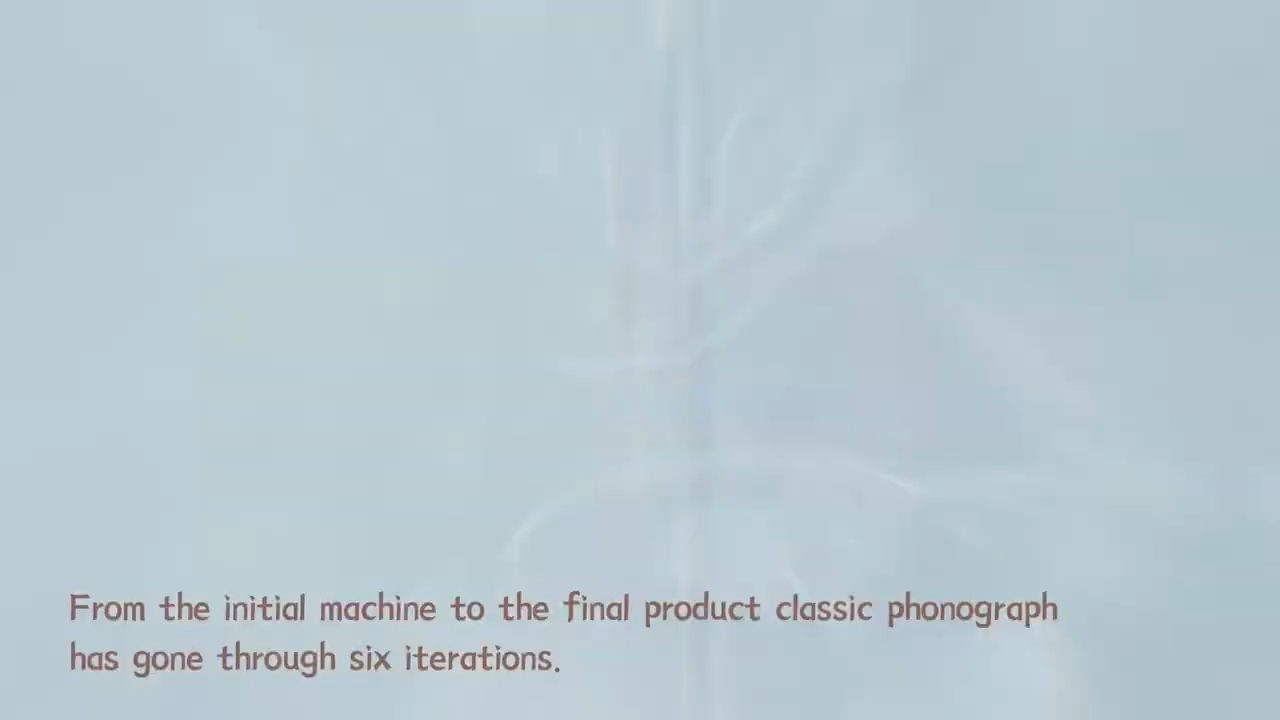 From the initial machine to the final product classic phonograph
has gone through six iterations.